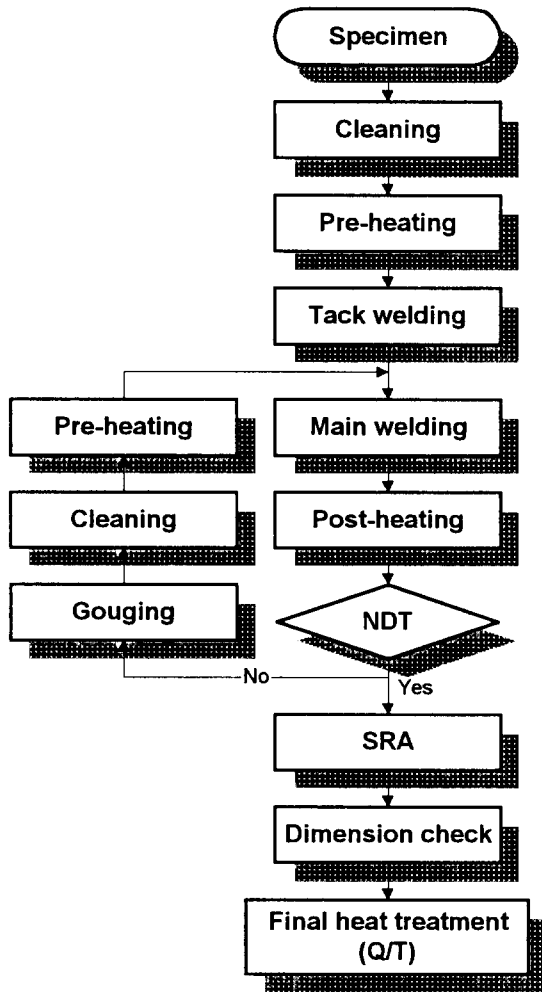 Specimen
Cleaning
Pre-heating
Tack welding
Pre-heating
Main welding
Cleaning
Post-heating
Gouging
NDT
No
Yes
SRA
Dimension check
Final heat treatment
(Q/T)